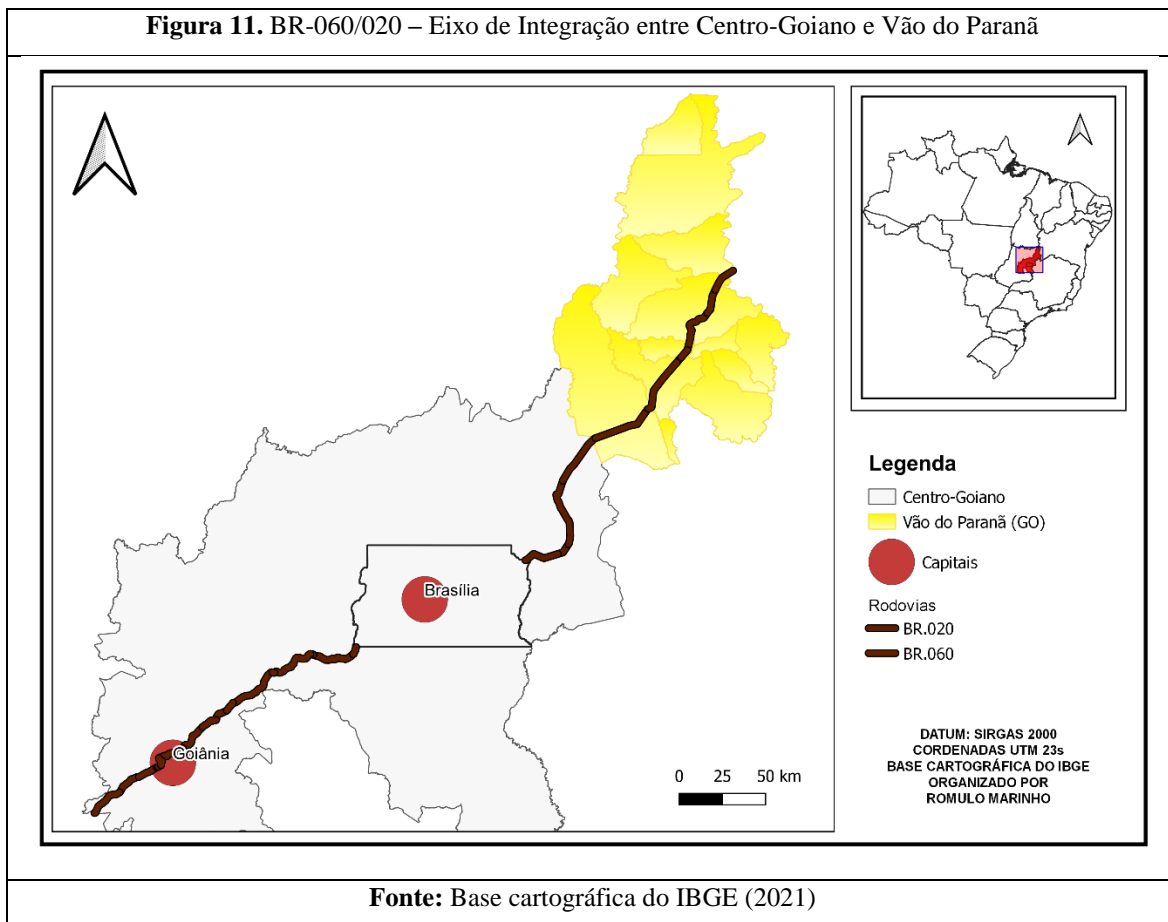 Figura 11. BR-060/020 – Eixo de Integração entre Centro-Goiano e Vão do Paranã
Brasília
Goiânia
0 25 50 km
Legenda
Centro-Goiano
Vão do Paranã (GO)
Capitais
Rodovias
BR.020
BR.060
DATUM: SIRGAS 2000
CORDENADAS UTM 23s
BASE CARTOGRÁFICA DO IBGE
ORGANIZADO POR
ROMULO MARINHO
Fonte: Base cartográfica do IBGE (2021)